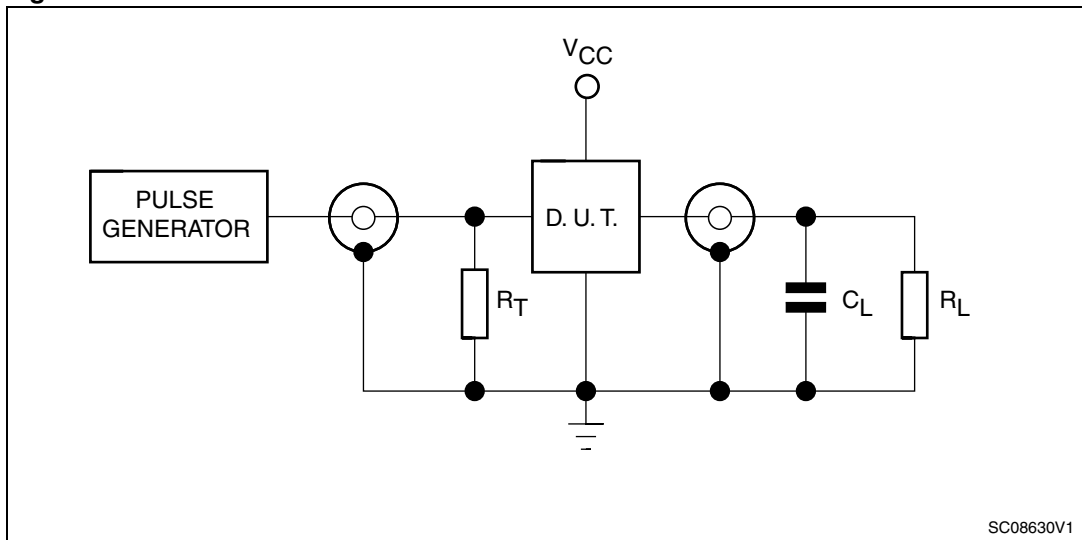 VCC
PULSE
GENERATOR
D. U. T.
RT
CL
RL
SC08630V1